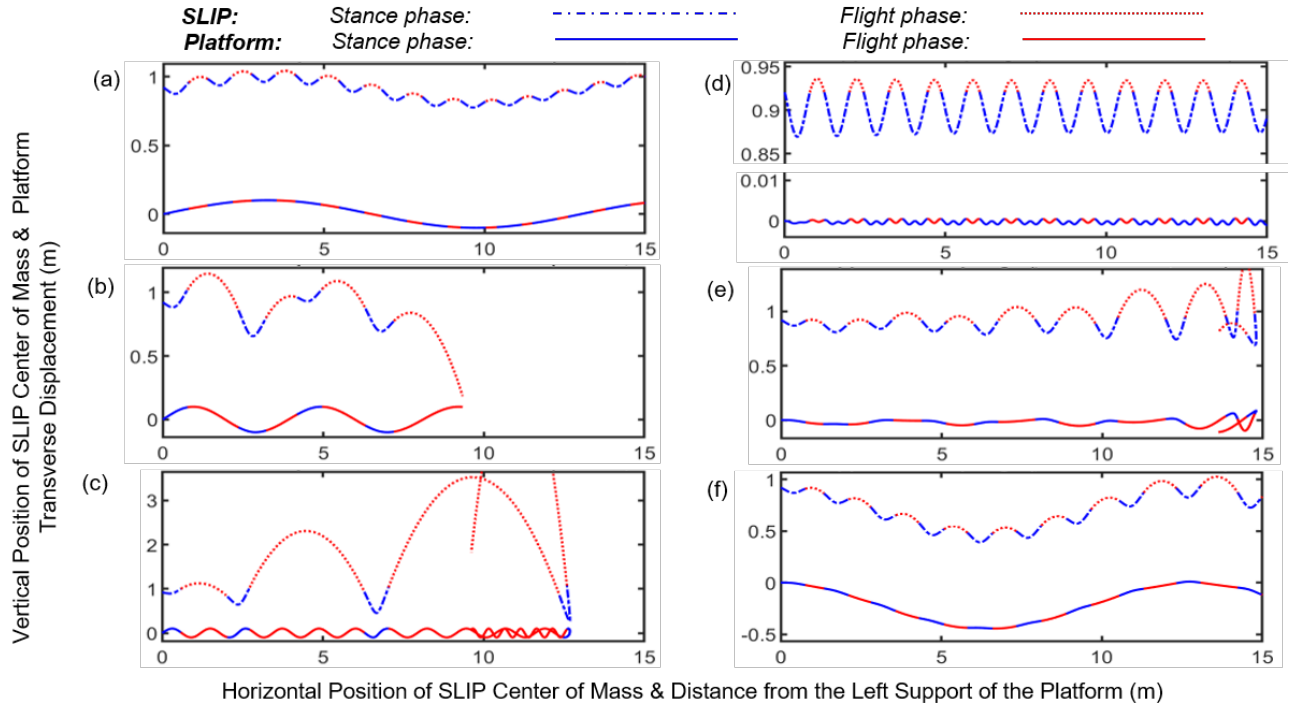 SLIP: Stance phase: Flight phase:
Platform: Stance phase: Flight phase:
Vertical Position of SLIP Center of Mass & Platform
Transverse Displacement (m)
(a)
1
0.5
0
0 5 10 15
(b)
1
0.5
0
0 5 10 15
(c)
3
2
1
0
0 5 10 15
(d)
0.95
0.9
0.85
0.01
0
0 5 10 15
(e)
1
0.5
0
0 5 10 15
(f)
1
0.5
0
-0.5
0 5 10 15
Horizontal Position of SLIP Center of Mass & Distance from the Left Support of the Platform (m)